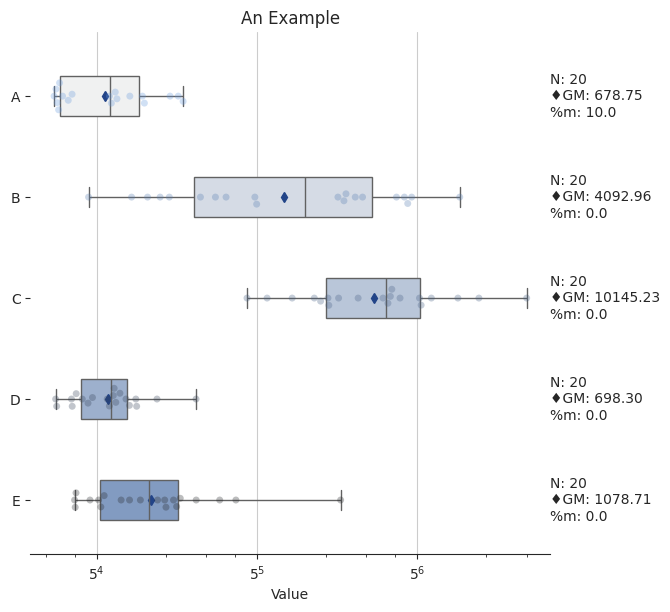 An Example
A
N: 20
♦GM: 678.75
%m: 10.0
B
N: 20
♦GM: 4092.96
%m: 0.0
C
N: 20
♦GM: 10145.23
%m: 0.0
D
N: 20
♦GM: 698.30
%m: 0.0
E
N: 20
♦GM: 1078.71
%m: 0.0
5⁴ 5⁵ 5⁶
Value